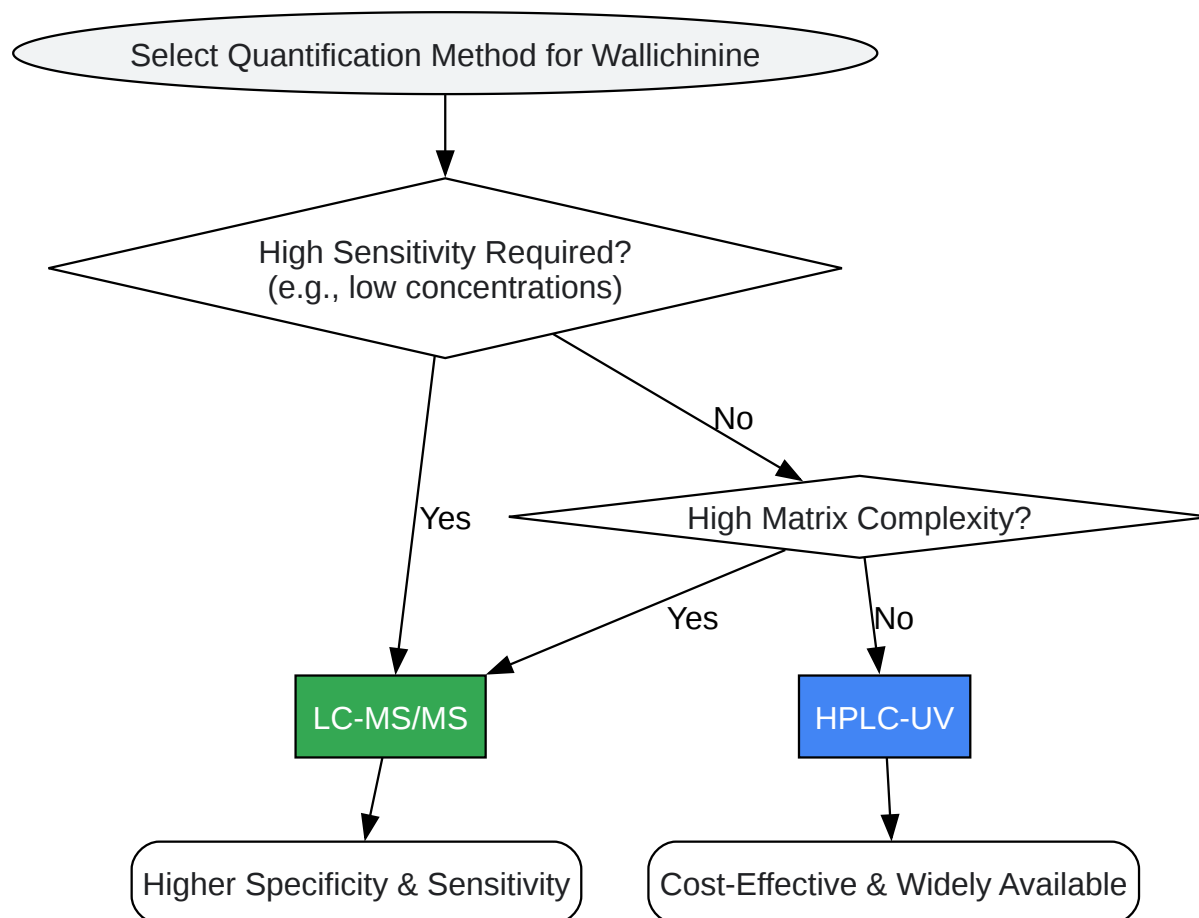 Select Quantification Method for Wallichinine
High Sensitivity Required?
(e.g., low concentrations)
No
Yes
High Matrix Complexity?
Yes
No
LC-MS/MS
HPLC-UV
Higher Specificity & Sensitivity
Cost-Effective & Widely Available